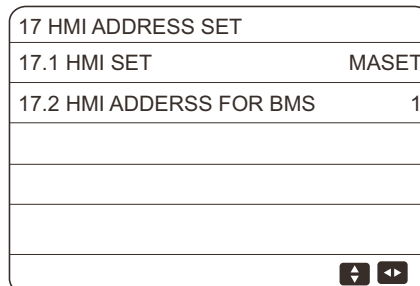 17 HMI ADDRESS SET
17.1 HMI SET MASET
17.2 HMI ADDERSS FOR BMS 1